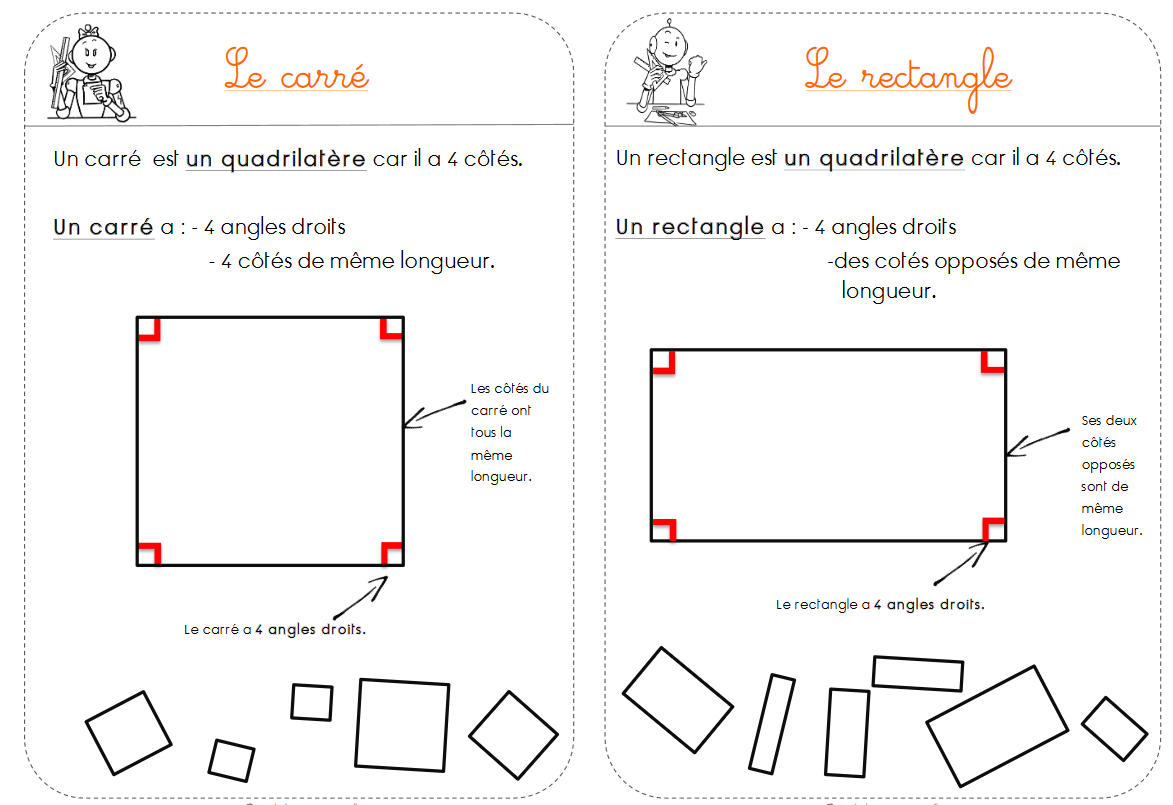 Le carré
Un carré est un quadrilatère car il a 4 côtés.
Un carré a : - 4 angles droits
- 4 côtés de même longueur.
Les côtés du
carré ont
tous la
même
longueur.
Le carré a 4 angles droits.
Le rectangle
Un rectangle est un quadrilatère car il a 4 côtés.
Un rectangle a : - 4 angles droits
-des cotés opposés de même
longueur.
Ses deux
côtés
opposés
sont de
même
longueur.
Le rectangle a 4 angles droits.